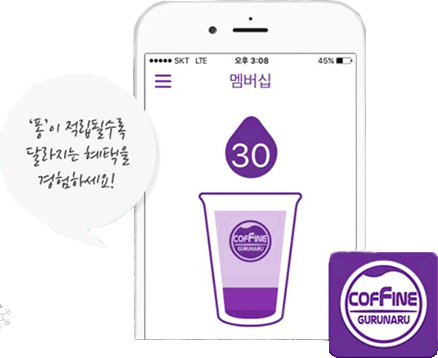 '퐁'이 적립될수록
달라지는 혜택을
경험하세요!
SKT LTE
오후 3:08
45%
멤버십
30
COFFINE
GURUNARU
COFFINE
GURUNARU